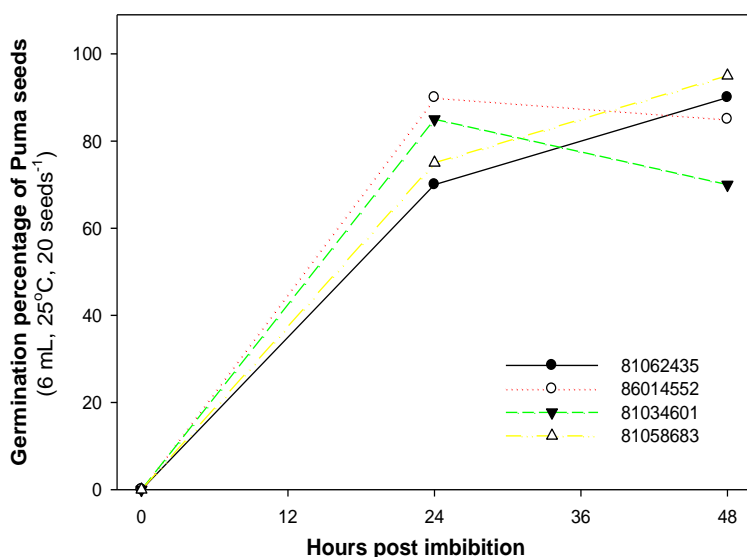 Germination percentage of Puma seeds
(6 mL, 25°C, 20 seeds⁻¹)
100
80
60
40
20
0
81062435
86014552
81034601
81058683
0 12 24 36 48
Hours post imbibition